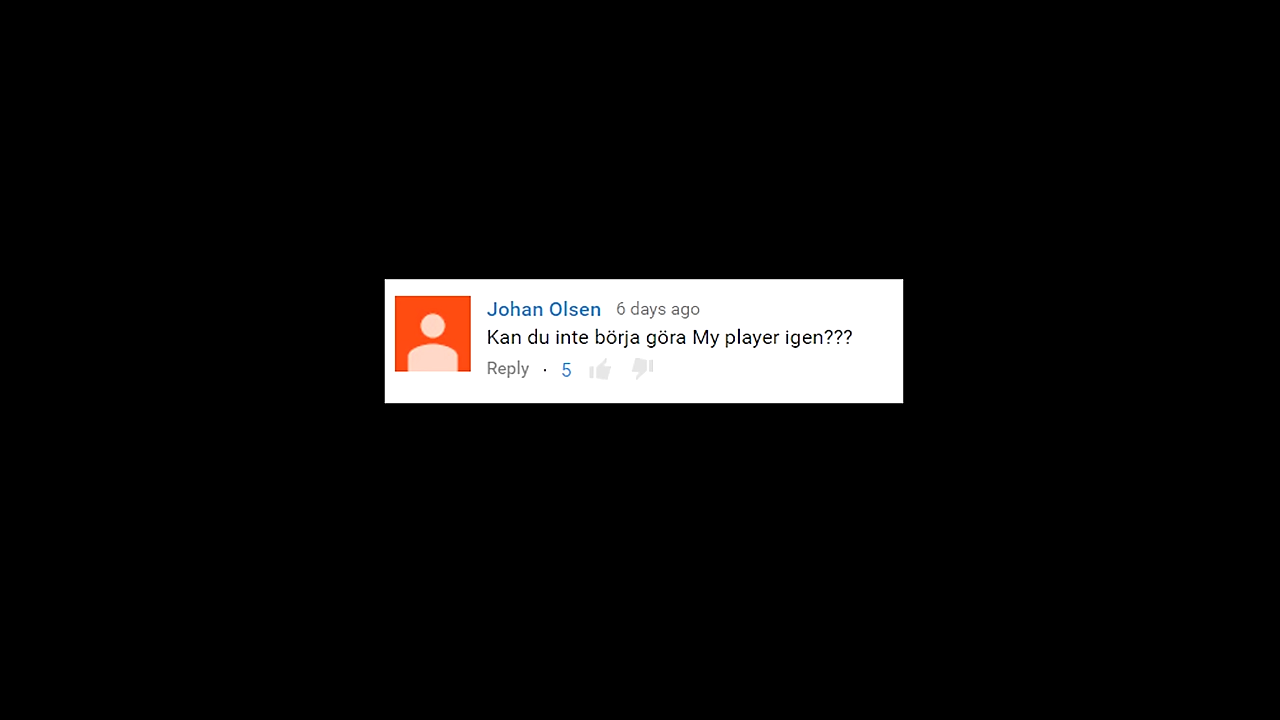 Johan Olsen 6 days ago
Kan du inte börja göra My player igen???
Reply · 5